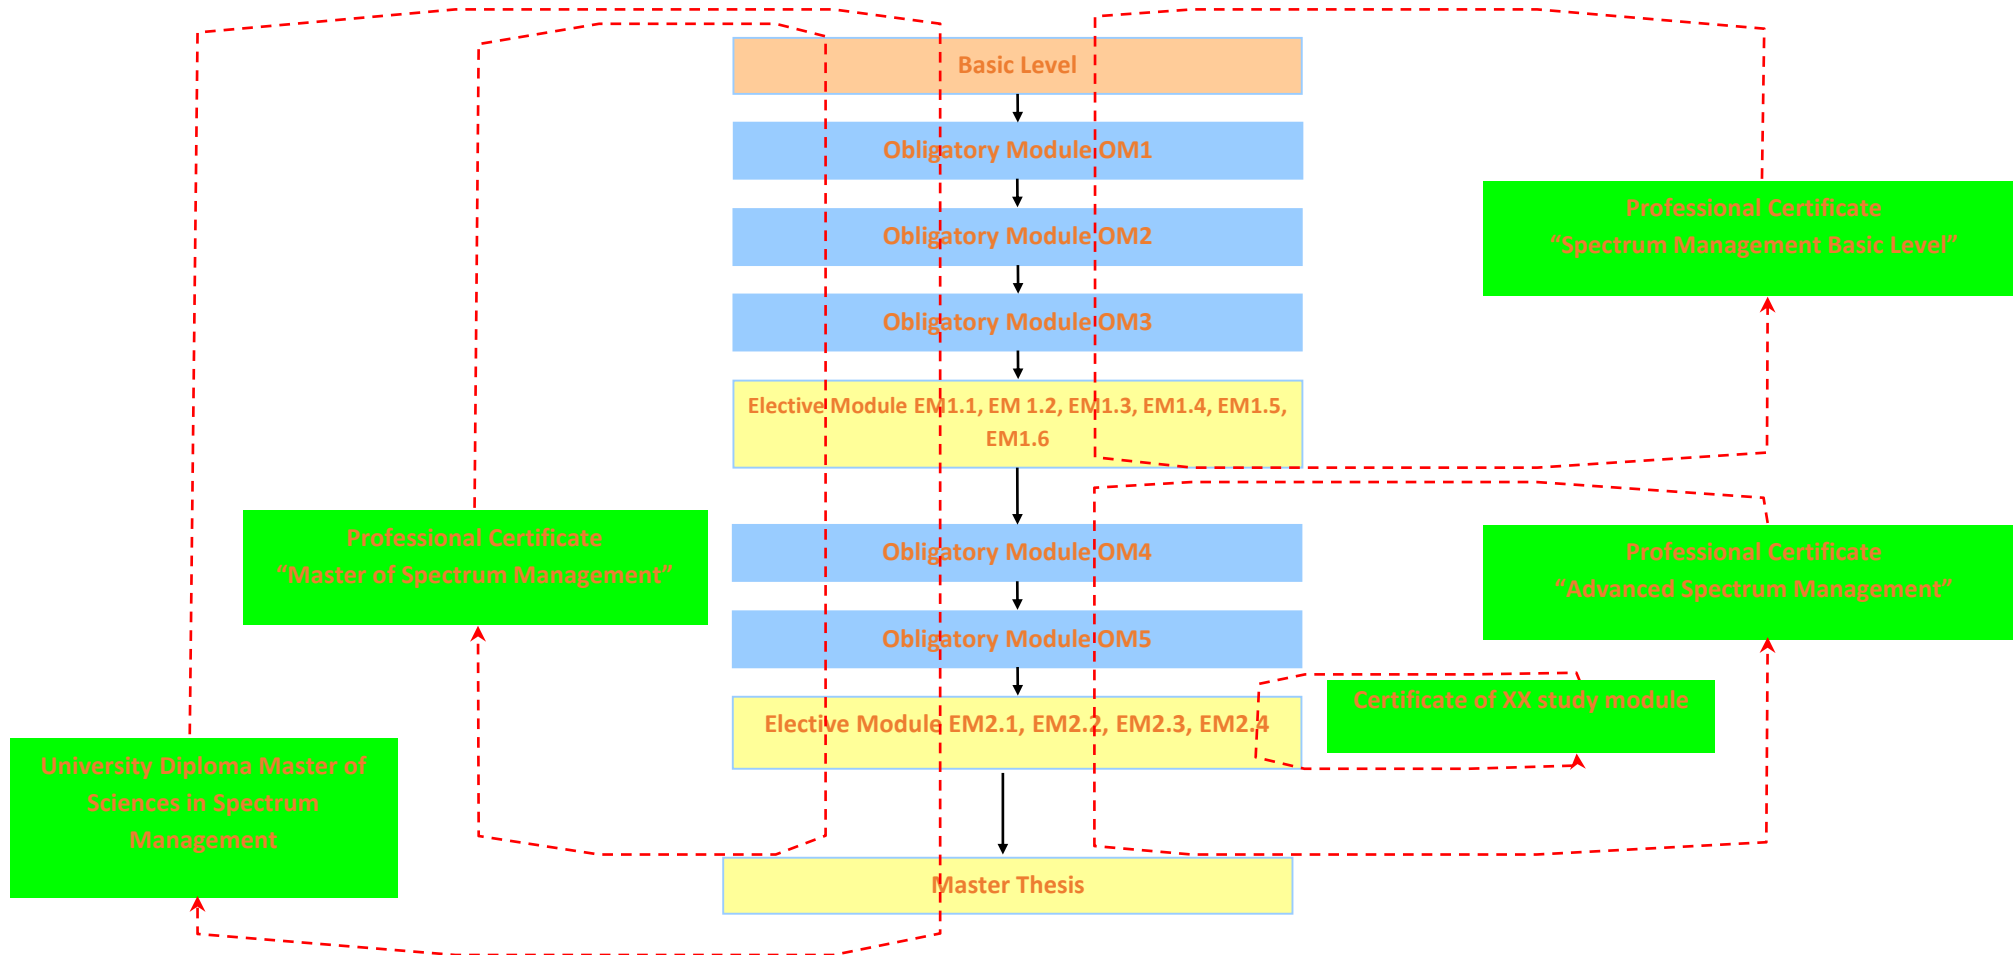 Basic Level
Obligatory Module OM1
Obligatory Module OM2
Obligatory Module OM3
Elective Module EM1.1, EM 1.2, EM1.3, EM1.4, EM1.5,
EM1.6
Obligatory Module OM4
Obligatory Module OM5
Elective Module EM2.1, EM2.2, EM2.3, EM2.4
Master Thesis
Professional Certificate
“Spectrum Management Basic Level”
Professional Certificate
“Advanced Spectrum Management”
Certificate of XX study module
Professional Certificate
“Master of Spectrum Management”
University Diploma Master of
Sciences in Spectrum
Management